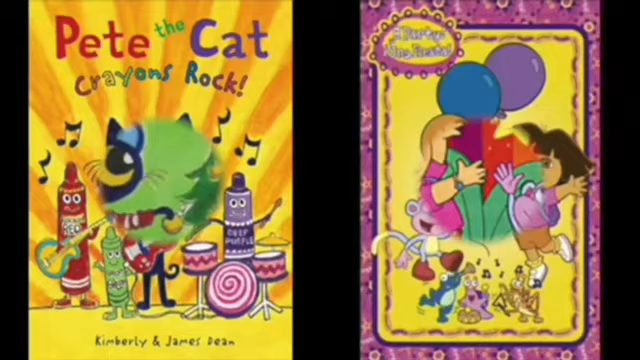 Pete the Cat
Crayons Rock!
DEEP
PURPLE
Kimberly & James Dean
A Party!
¡Una Fiesta!